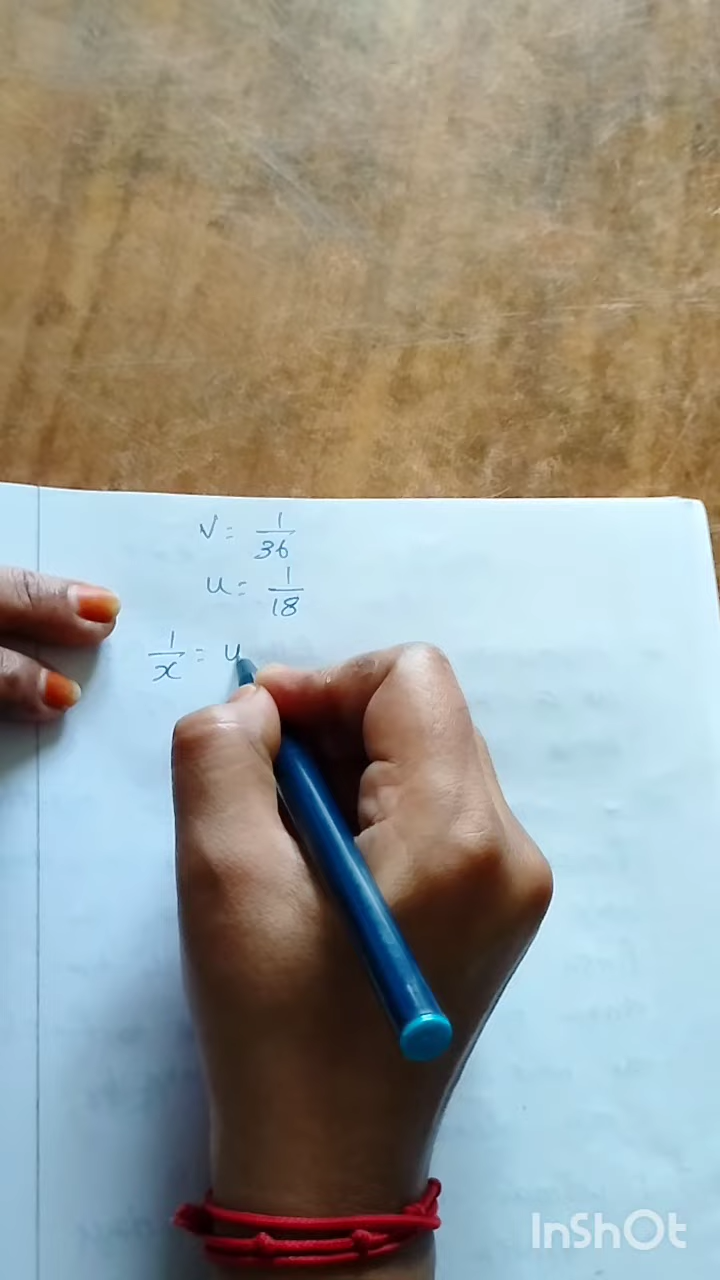 V = 1/36
u = 1/18
1/x = u
InShOt